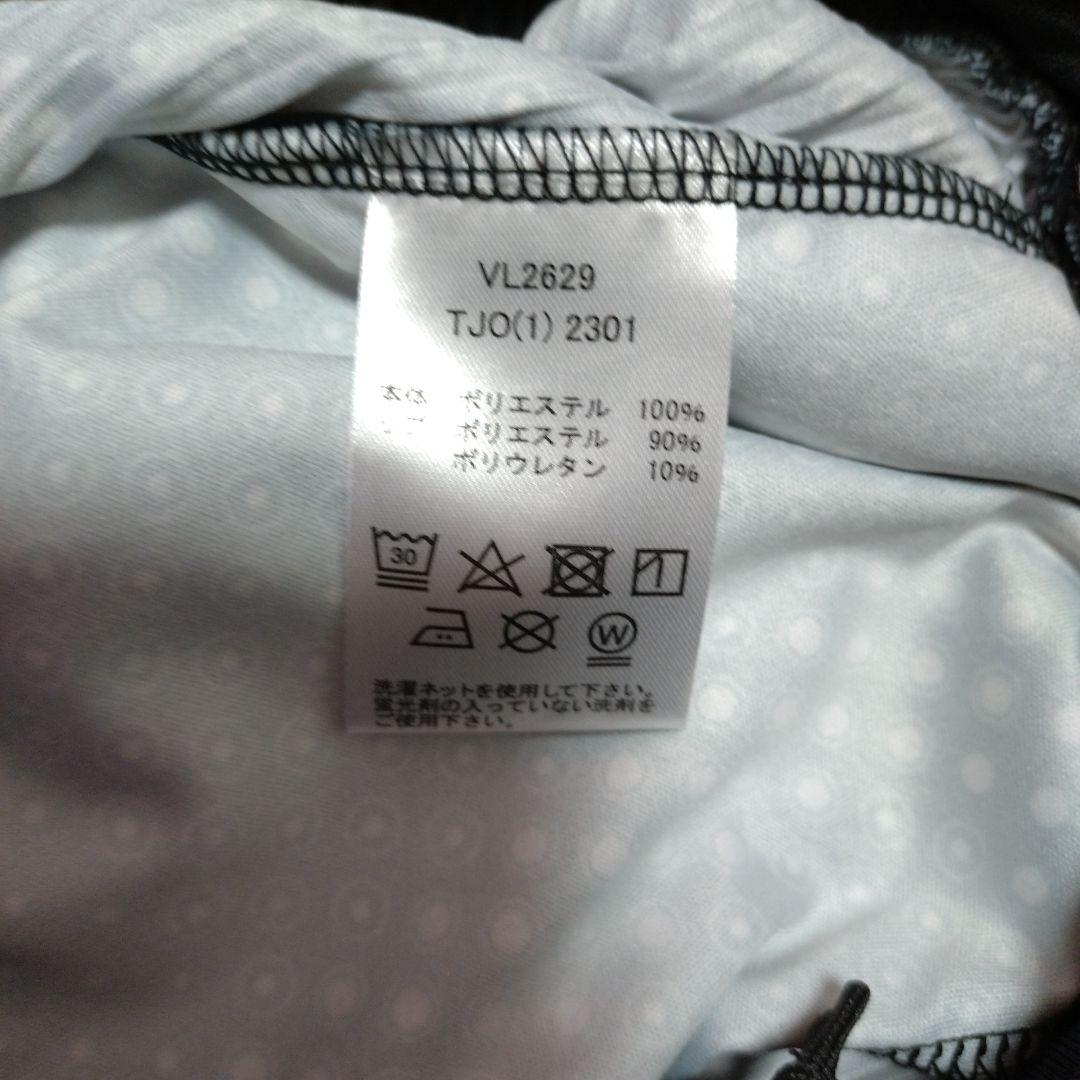 VL2629
TJO(1) 2301
本体 ポリエステル 100%
ポリエステル 90%
ポリウレタン 10%
30
W
洗濯ネットを使用して下さい。
蛍光剤の入っていない洗剤を
ご使用下さい。